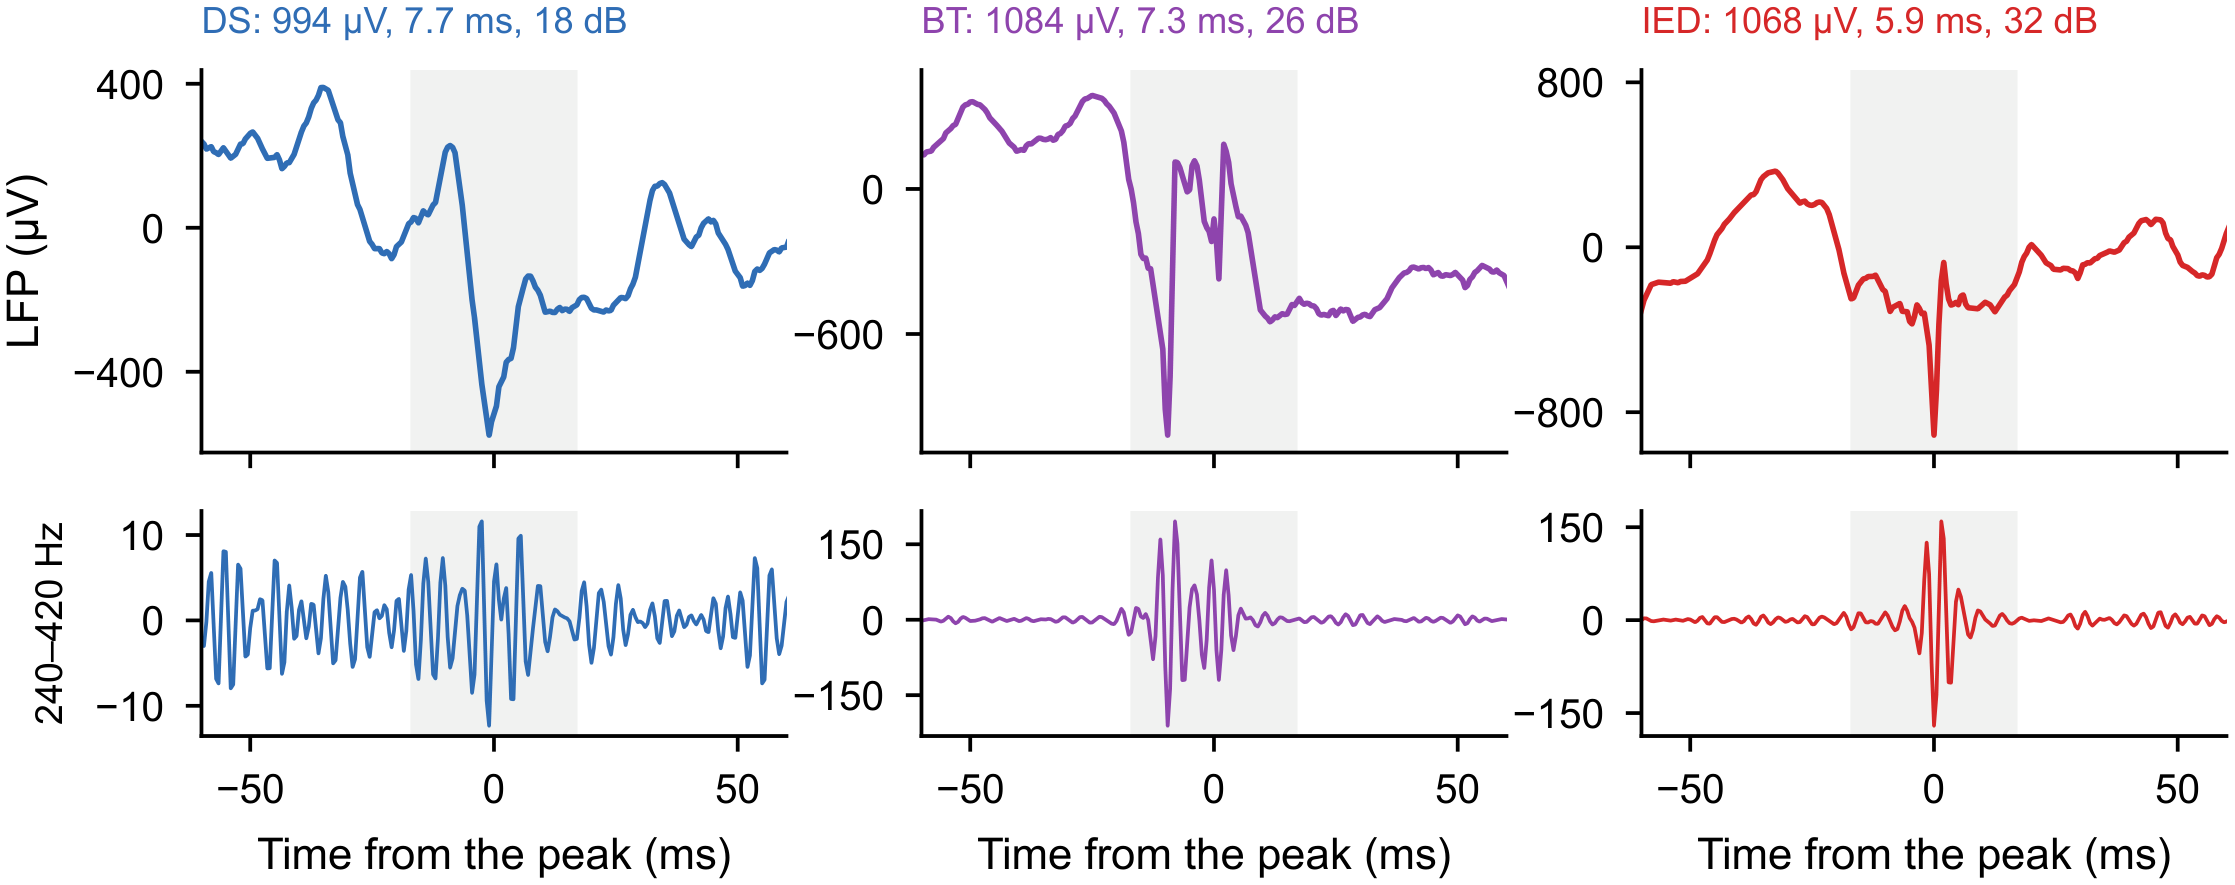 DS: 994 µV, 7.7 ms, 18 dB
BT: 1084 µV, 7.3 ms, 26 dB
IED: 1068 µV, 5.9 ms, 32 dB
LFP (µV)
400
0
−400
0
−600
800
0
−800
240–420 Hz
10
0
−10
150
0
−150
150
0
−150
−50 0 50
−50 0 50
−50 0 50
Time from the peak (ms)
Time from the peak (ms)
Time from the peak (ms)